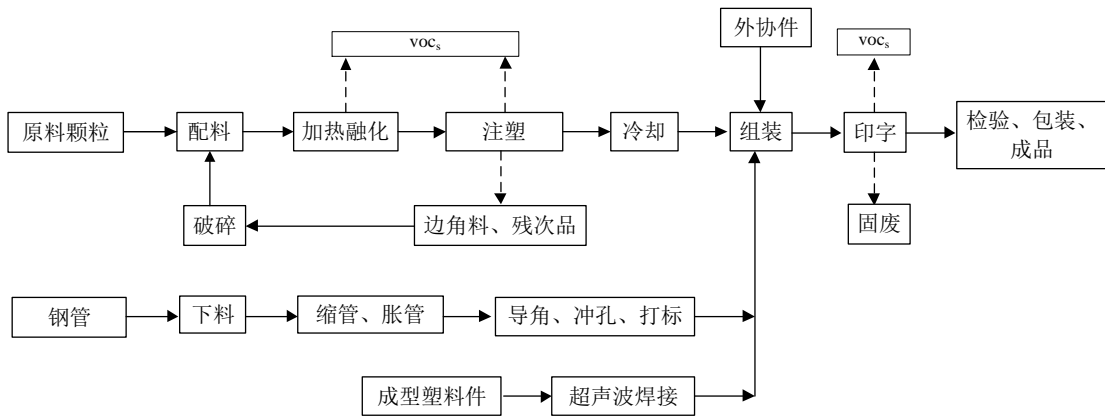 外协件
vocs
vocs
原料颗粒
配料
加热融化
注塑
冷却
组装
印字
检验、包装、
成品
破碎
边角料、残次品
固废
钢管
下料
缩管、胀管
导角、冲孔、打标
成型塑料件
超声波焊接